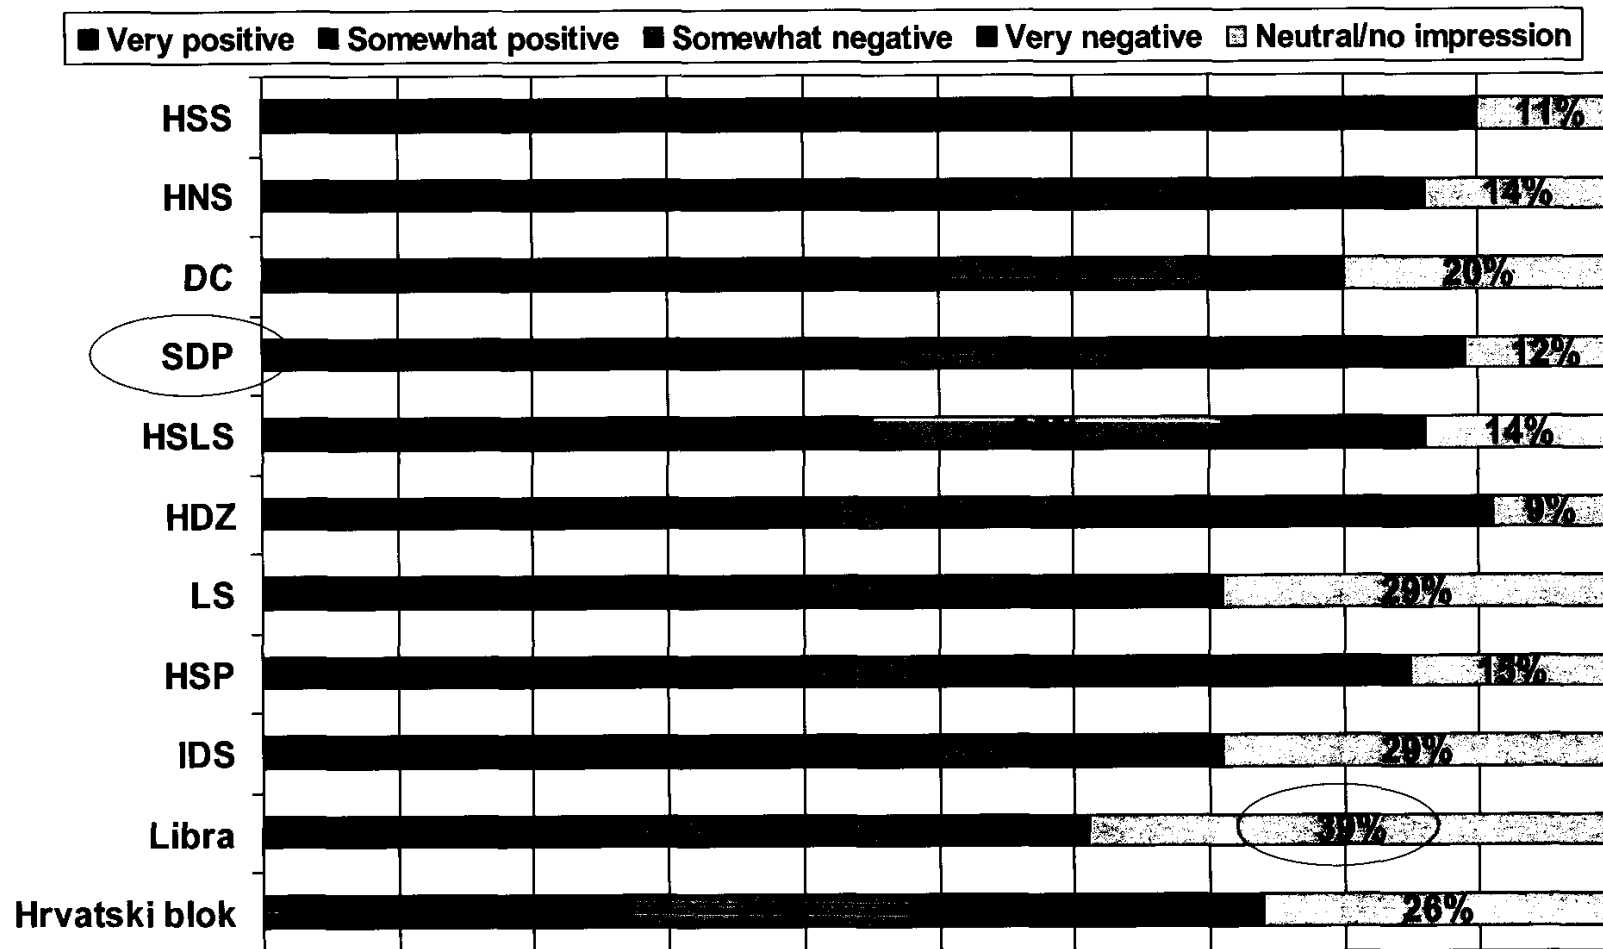 Very positive Somewhat positive Somewhat negative Very negative Neutral/no impression
HSS 11%
HNS 14%
DC 20%
SDP 12%
HSLS 14%
HDZ 9%
LS 29%
HSP 15%
IDS 29%
Libra 39%
Hrvatski blok 26%